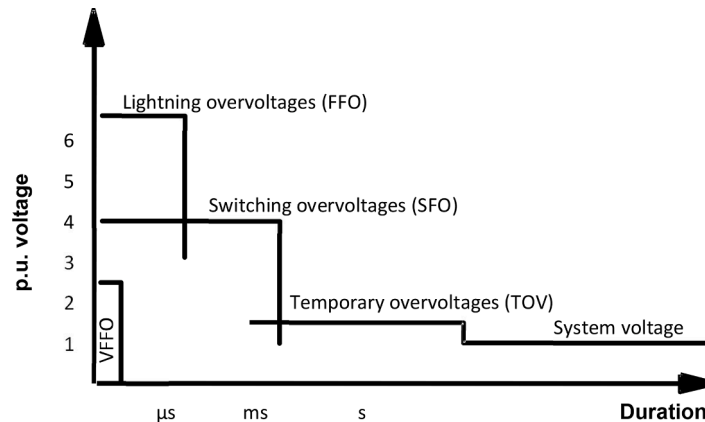 Lightning overvoltages (FFO)
6
5
Switching overvoltages (SFO)
4
3
p.u. voltage
2
Temporary overvoltages (TOV)
VFFO
System voltage
1
µs ms s Duration